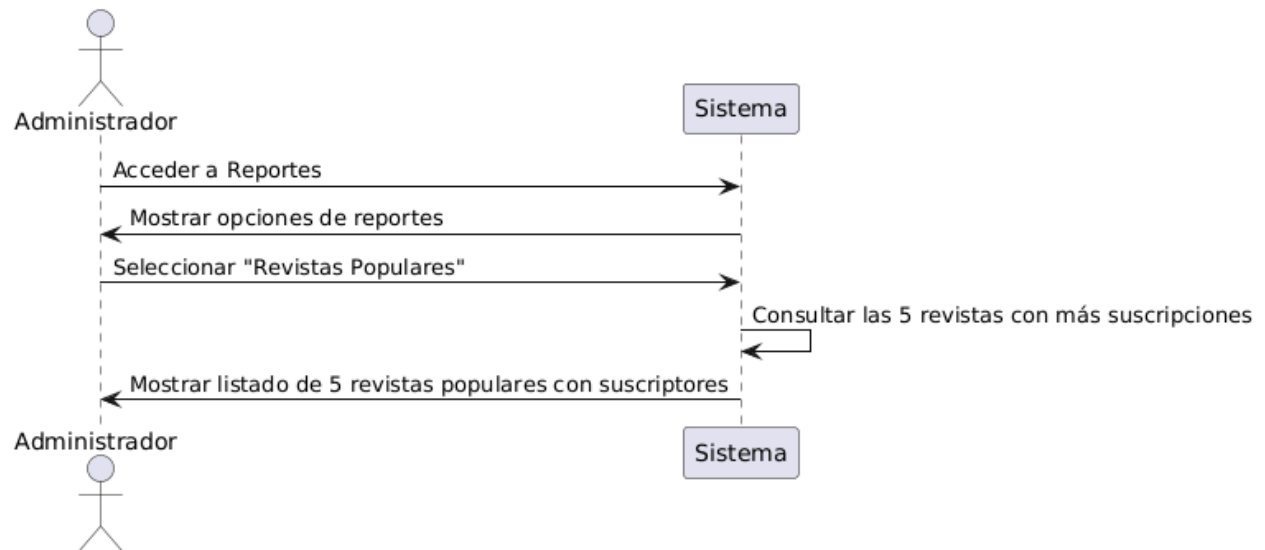 Administrador
Sistema
Acceder a Reportes
Mostrar opciones de reportes
Seleccionar "Revistas Populares"
Consultar las 5 revistas con más suscripciones
Mostrar listado de 5 revistas populares con suscriptores
Administrador
Sistema